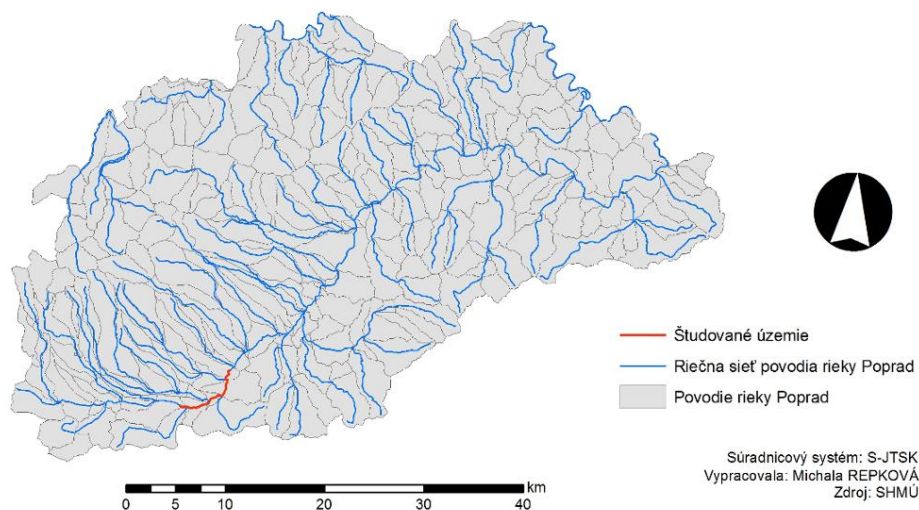 Študované územie
Riečna sieť povodia rieky Poprad
Povodie rieky Poprad
Súradnicový systém: S-JTSK
Vypracovala: Michala REPKOVÁ
Zdroj: SHMÚ
km
0 5 10 20 30 40